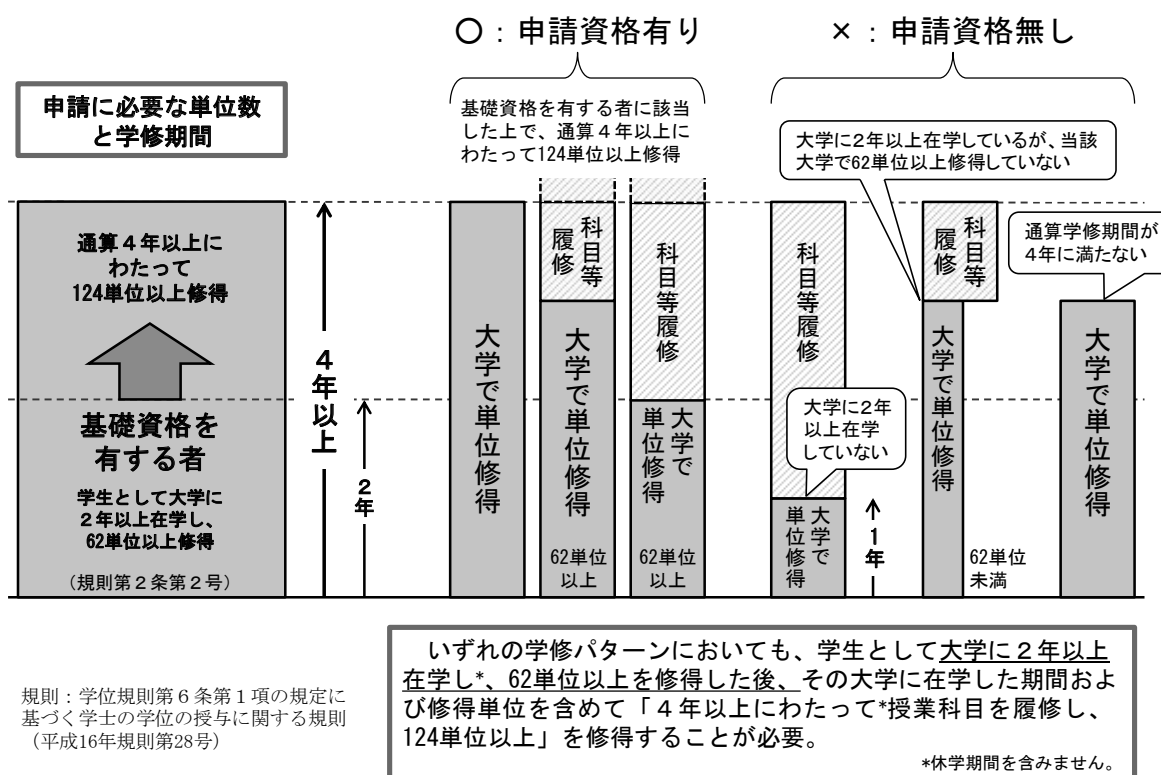 ○：申請資格有り
×：申請資格無し
申請に必要な単位数
と学修期間
基礎資格を有する者に該当
した上で、通算４年以上に
わたって124単位以上修得
大学に２年以上在学しているが、当該
大学で62単位以上修得していない
通算学修期間が
４年に満たない
通算４年以上に
わたって
124単位以上修得
基礎資格を
有する者
学生として大学に
２年以上在学し、
62単位以上修得
（規則第２条第２号）
４年以上
２年
大学で単位修得
科目等
履修
大学で単位修得
62単位
以上
科目等履修
大学で
単位修得
62単位
以上
科目等履修
大学に２年
以上在学
していない
大学で
単位修得
１年
科目等
履修
大学で単位修得
62単位
未満
大学で単位修得
いずれの学修パターンにおいても、学生として大学に２年以上
在学し*、62単位以上を修得した後、その大学に在学した期間およ
び修得単位を含めて「４年以上にわたって*授業科目を履修し、
124単位以上」を修得することが必要。
*休学期間を含みません。
規則：学位規則第６条第１項の規定に
基づく学士の学位の授与に関する規則
（平成16年規則第28号）